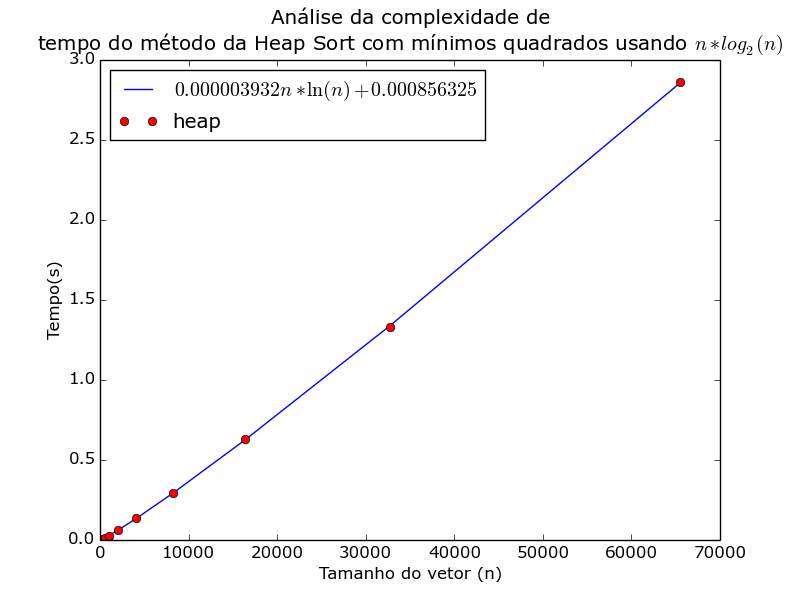 Análise da complexidade de
tempo do método da Heap Sort com mínimos quadrados usando n*log₂(n)
3.0
0.000003932n*ln(n)+0.000856325
heap
2.5
2.0
1.5
1.0
0.5
0.0
Tempo(s)
0 10000 20000 30000 40000 50000 60000 70000
Tamanho do vetor (n)